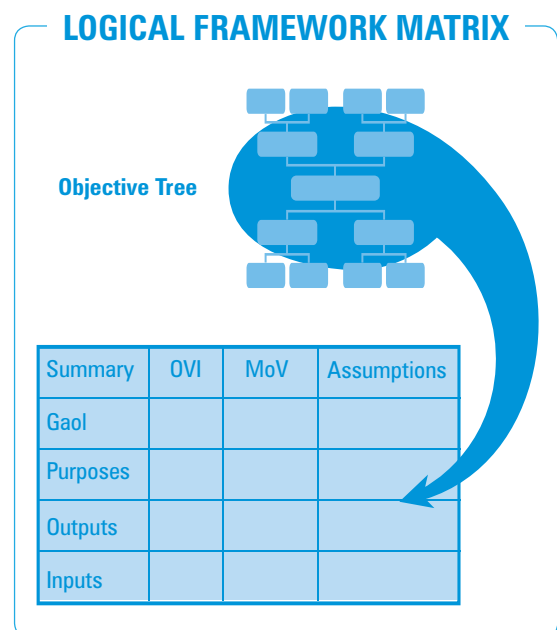 LOGICAL FRAMEWORK MATRIX
Objective Tree
Summary OVI MoV Assumptions
Gaol
Purposes
Outputs
Inputs